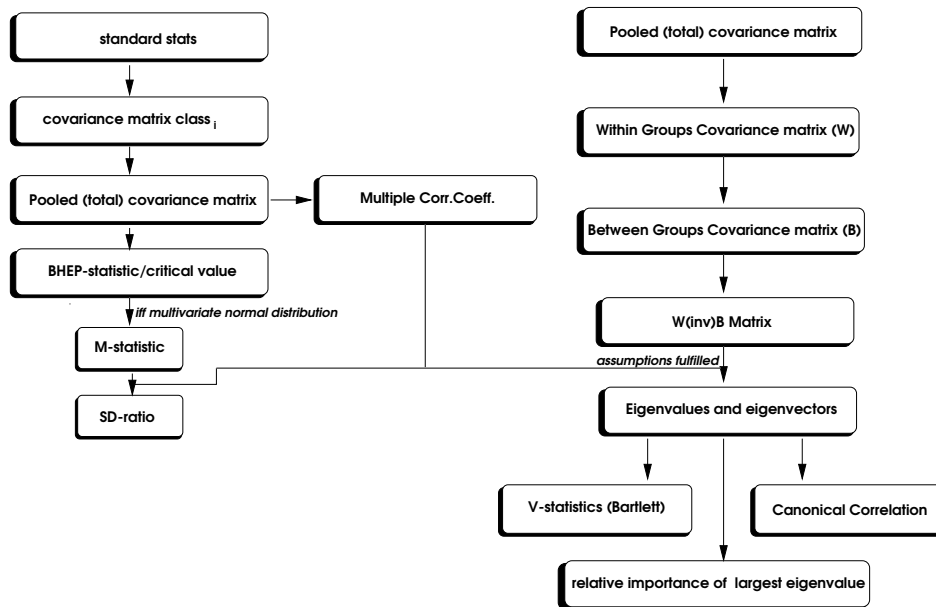 standard stats
covariance matrix class i
Pooled (total) covariance matrix
Multiple Corr.Coeff.
BHEP-statistic/critical value
iff multivariate normal distribution
M-statistic
SD-ratio
Pooled (total) covariance matrix
Within Groups Covariance matrix (W)
Between Groups Covariance matrix (B)
W(inv)B Matrix
assumptions fulfilled
Eigenvalues and eigenvectors
V-statistics (Bartlett)
Canonical Correlation
relative importance of largest eigenvalue